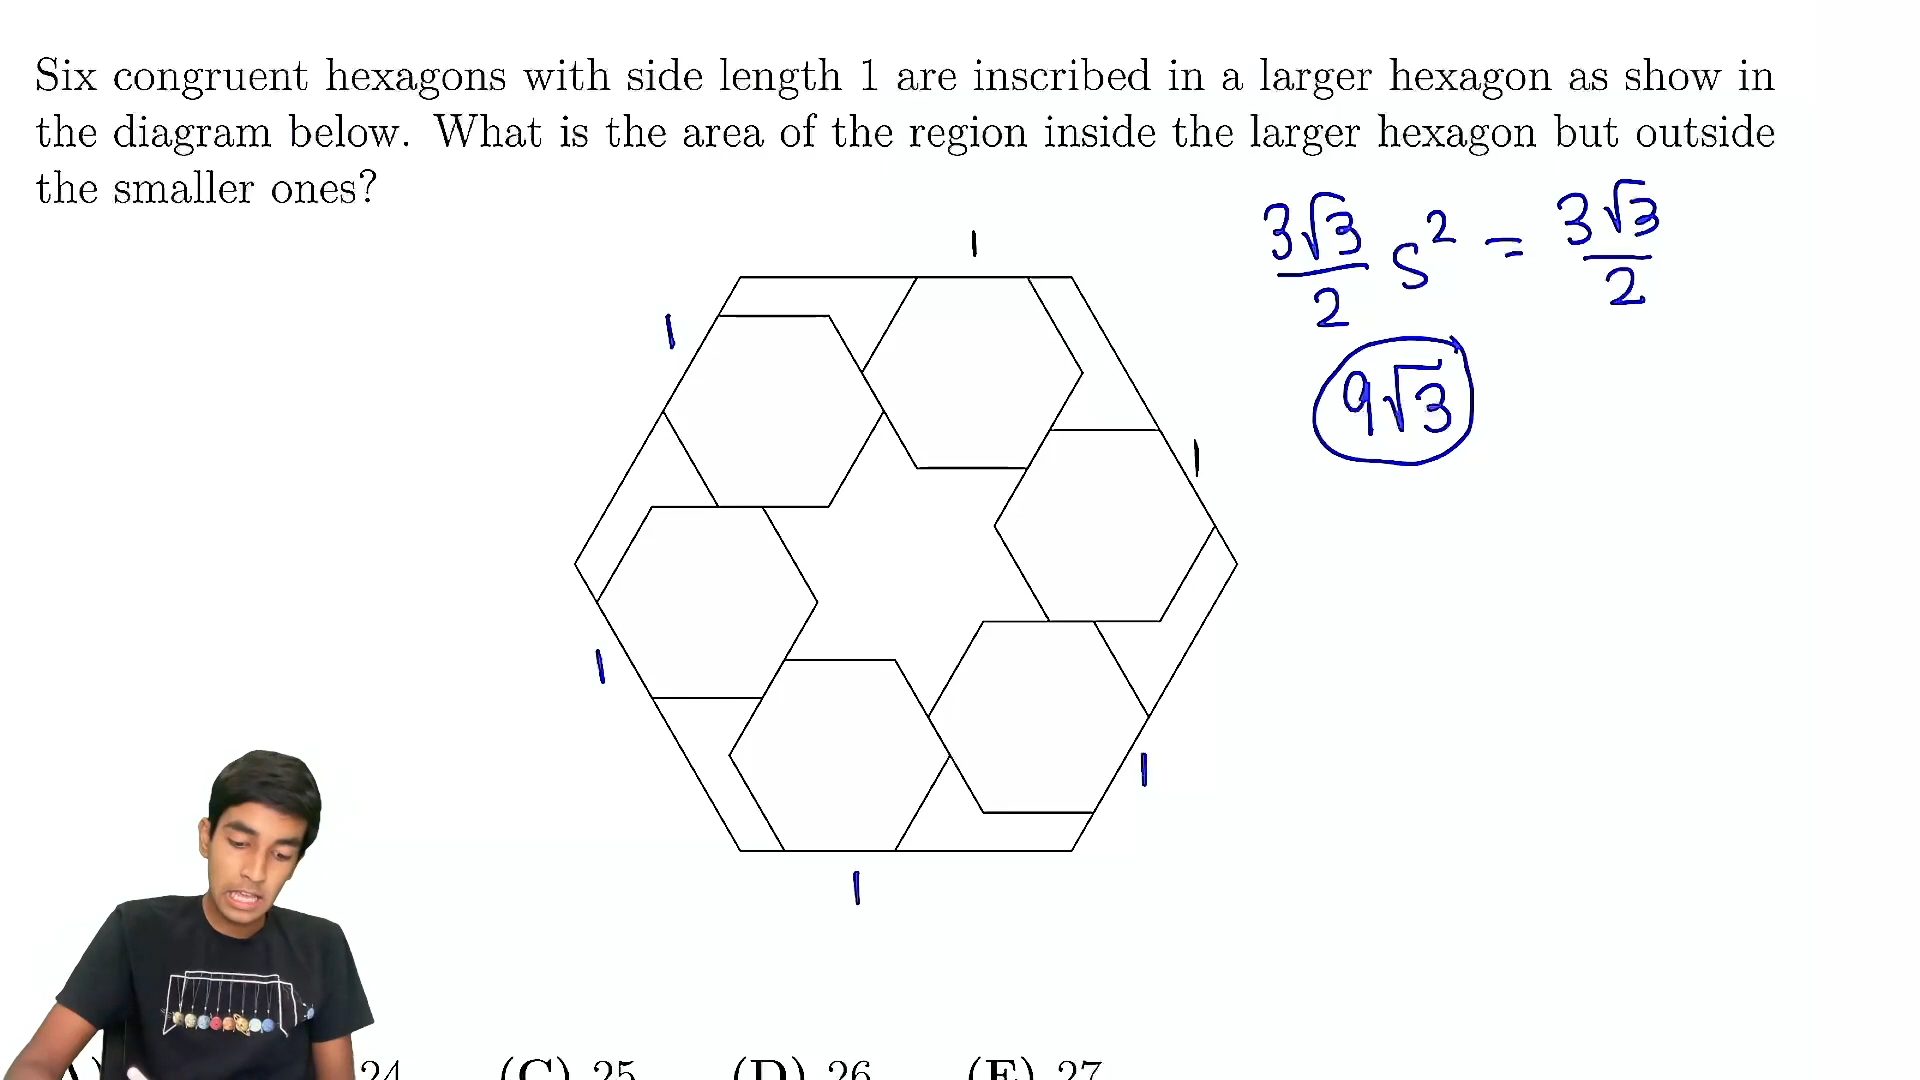 Six congruent hexagons with side length 1 are inscribed in a larger hexagon as show in
the diagram below. What is the area of the region inside the larger hexagon but outside
the smaller ones?
3√3/2 s² = 3√3/2
1
1
9√3
1
1
1
1
24 (C) 25 (D) 26 (E) 27